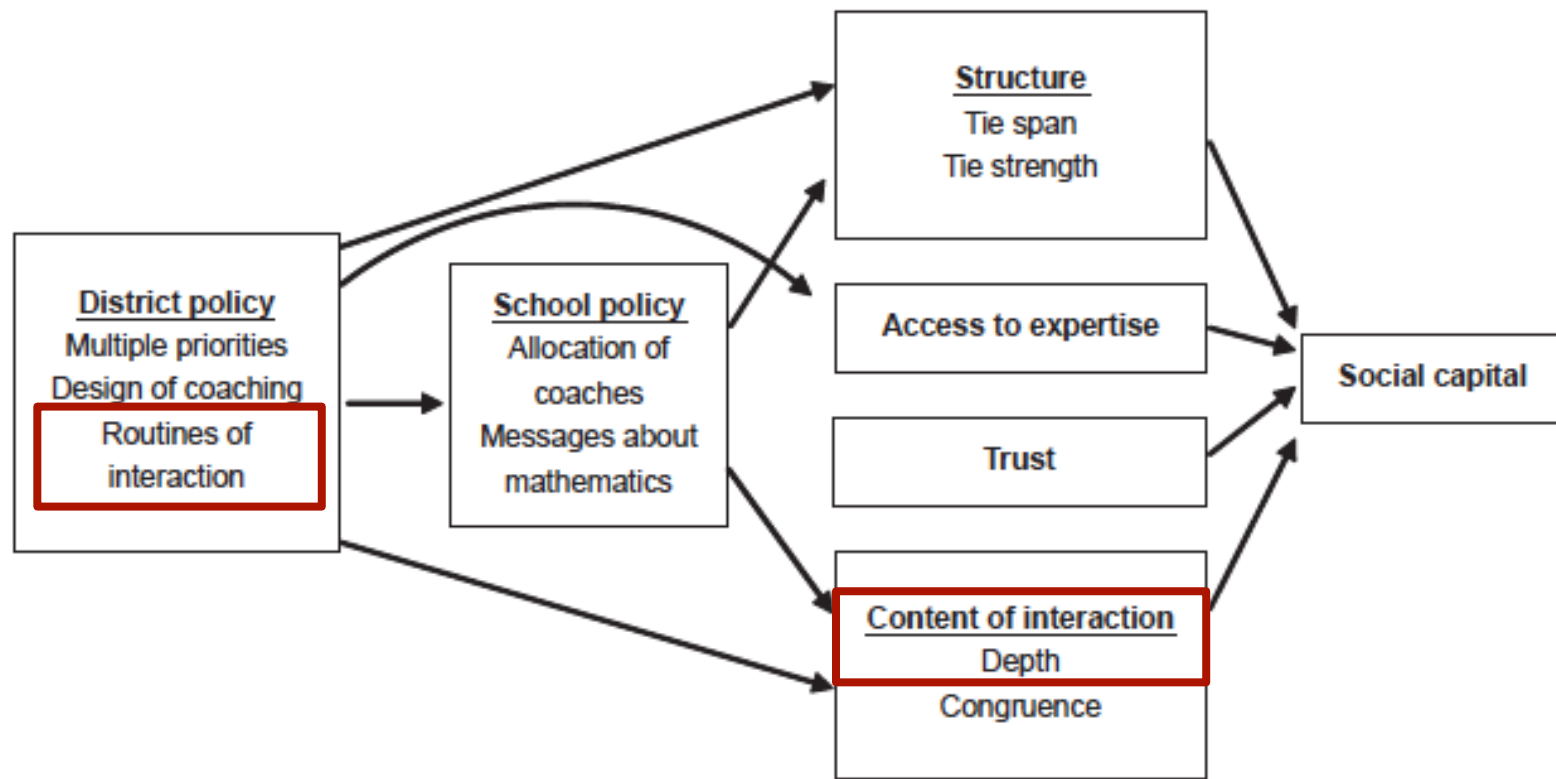 District policy
Multiple priorities
Design of coaching
Routines of
interaction
School policy
Allocation of
coaches
Messages about
mathematics
Structure
Tie span
Tie strength
Access to expertise
Trust
Content of interaction
Depth
Congruence
Social capital